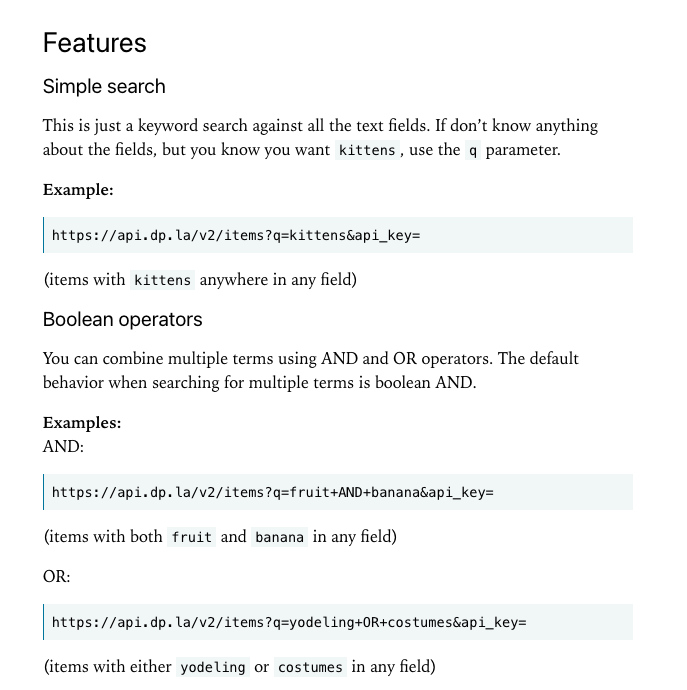 Features
Simple search
This is just a keyword search against all the text fields. If don’t know anything
about the fields, but you know you want kittens, use the q parameter.
Example:
https://api.dp.la/v2/items?q=kittens&api_key=
(items with kittens anywhere in any field)
Boolean operators
You can combine multiple terms using AND and OR operators. The default
behavior when searching for multiple terms is boolean AND.
Examples:
AND:
https://api.dp.la/v2/items?q=fruit+AND+banana&api_key=
(items with both fruit and banana in any field)
OR:
https://api.dp.la/v2/items?q=yodeling+OR+costumes&api_key=
(items with either yodeling or costumes in any field)